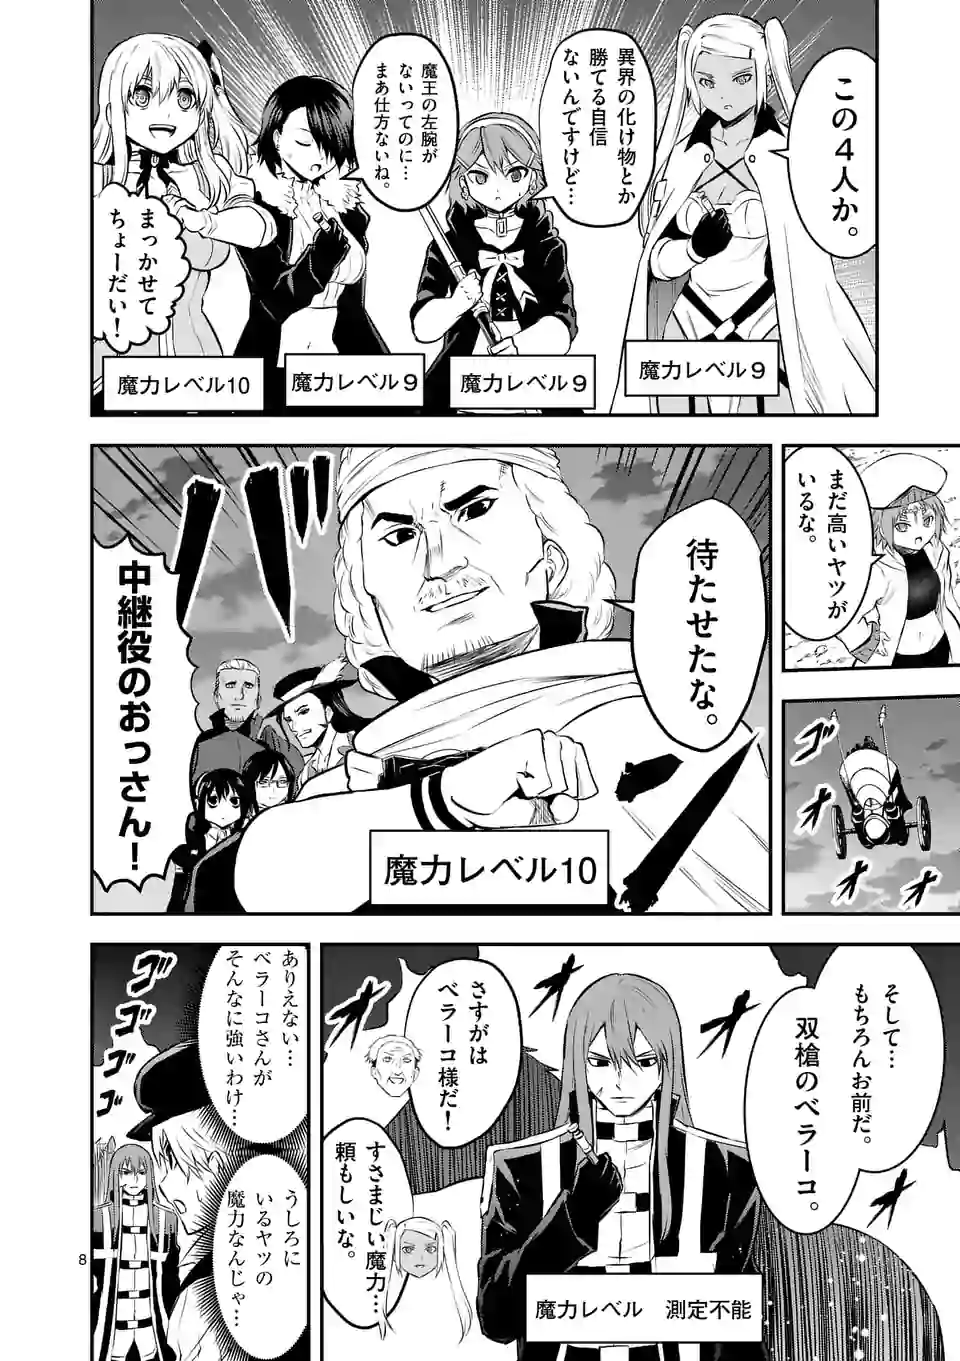 この４人か。
異界の化け物とか
勝てる自信
ないんですけど…
魔王の左腕が
ないってのに…
まあ仕方ないね。
まっかせて
ちょーだい！
魔力レベル９
魔力レベル９
魔力レベル９
魔力レベル10
まだ高いヤツが
いるな。
ゴ
オ
オ
バンッ
待たせたな。
中継役のおっさん！
魔力レベル10
そして…
もちろんお前だ。
双槍のベラーコ。
オ
オ
オ
オ
さすがは
ベラーコ様だ！
すさまじい魔力…
頼もしいな。
魔力レベル　測定不能
ゴ
ゴ
ゴ
オ
ありえない…
ベラーコさんが
そんなに強いわけ…
うしろに
いるヤツの
魔力なんじゃ…
8